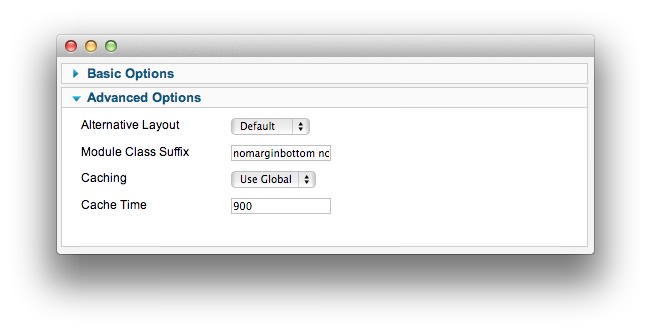 Basic Options
Advanced Options
Alternative Layout Default
Module Class Suffix nomarginbottom nc
Caching Use Global
Cache Time 900